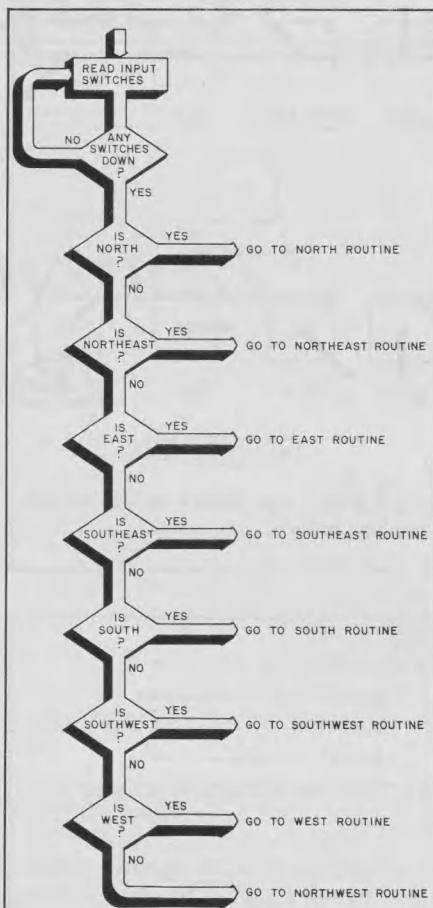 READ INPUT
SWITCHES
NO
ANY
SWITCHES
DOWN
?
YES
IS
NORTH
?
YES
GO TO NORTH ROUTINE
NO
IS
NORTHEAST
?
YES
GO TO NORTHEAST ROUTINE
NO
IS
EAST
?
YES
GO TO EAST ROUTINE
NO
IS
SOUTHEAST
?
YES
GO TO SOUTHEAST ROUTINE
NO
IS
SOUTH
?
YES
GO TO SOUTH ROUTINE
NO
IS
SOUTHWEST
?
YES
GO TO SOUTHWEST ROUTINE
NO
IS
WEST
?
YES
GO TO WEST ROUTINE
NO
GO TO NORTHWEST ROUTINE